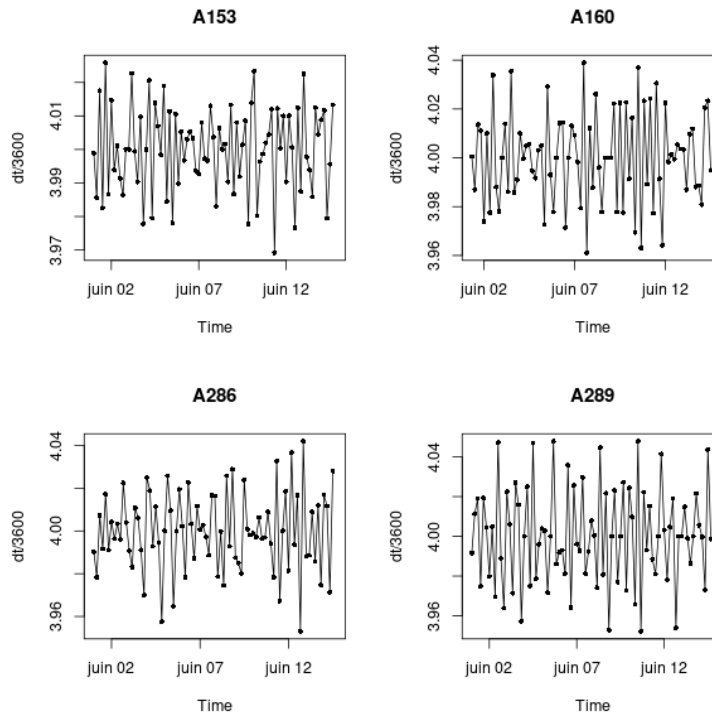 A153
dt/3600
4.01
3.99
3.97
juin 02
juin 07
juin 12
Time
A160
dt/3600
4.04
4.02
4.00
3.98
3.96
juin 02
juin 07
juin 12
Time
A286
dt/3600
4.04
4.00
3.96
juin 02
juin 07
juin 12
Time
A289
dt/3600
4.04
4.00
3.96
juin 02
juin 07
juin 12
Time